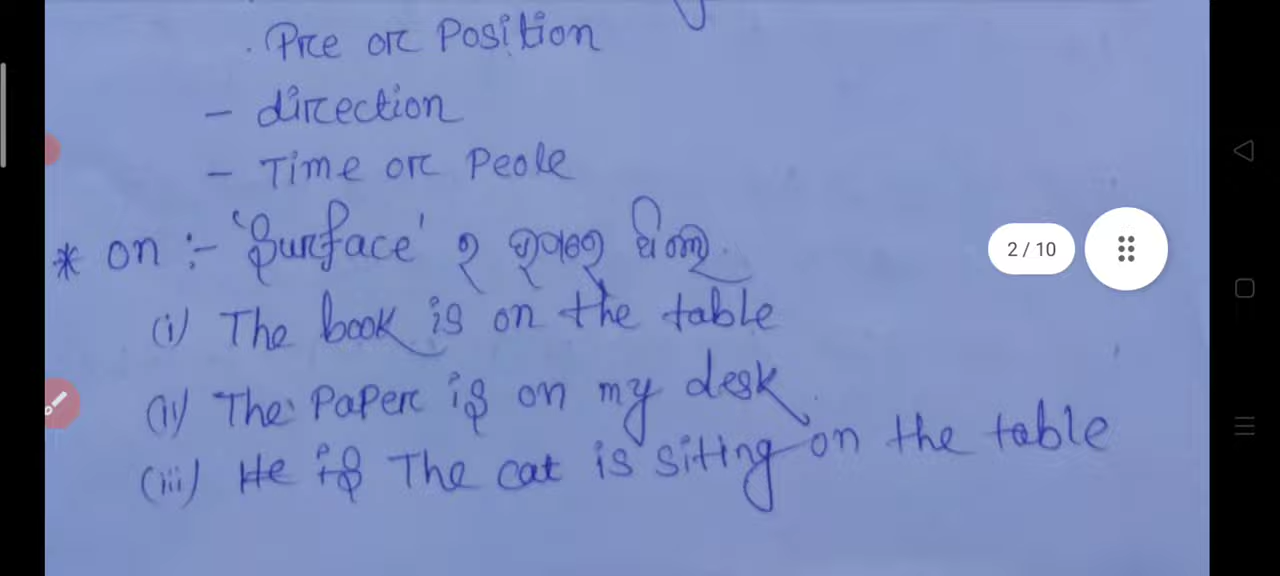 Pre or Position
- direction
- Time or Peole
* on :- 'Surface' ର
2 / 10
(i) The book is on the table
(ii) The Paper is on my desk
(iii) He is The cat is siting on the table